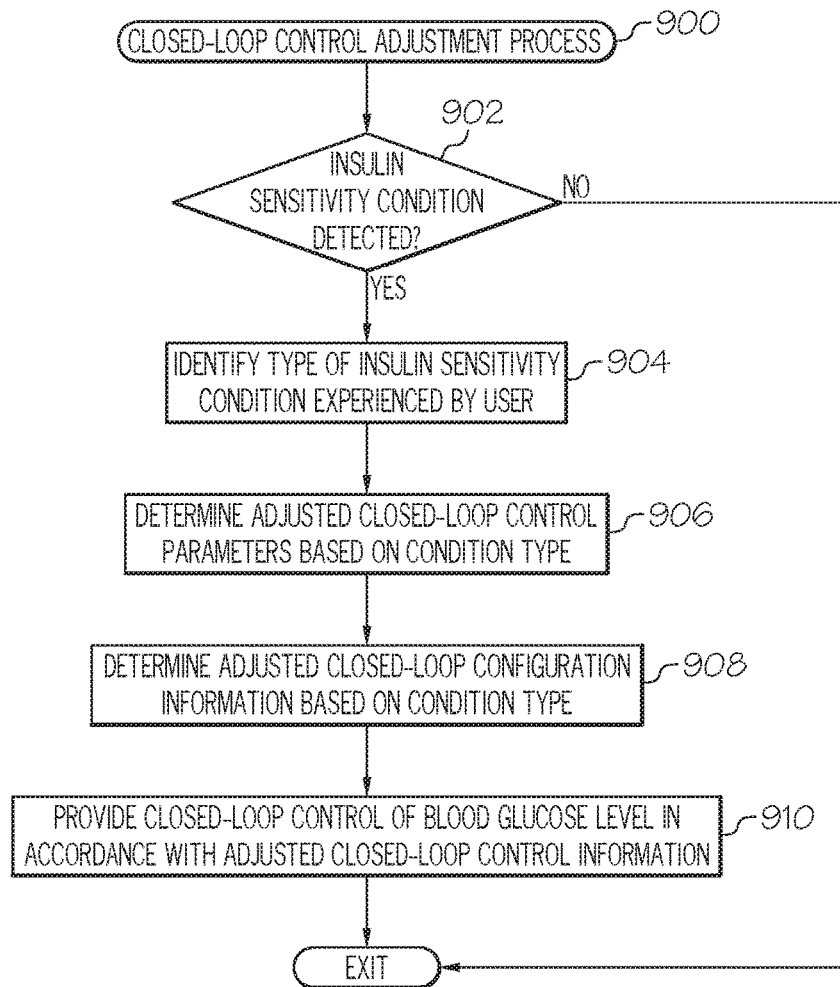 CLOSED-LOOP CONTROL ADJUSTMENT PROCESS
900
902
INSULIN
SENSITIVITY CONDITION
DETECTED?
NO
YES
IDENTIFY TYPE OF INSULIN SENSITIVITY
CONDITION EXPERIENCED BY USER
904
DETERMINE ADJUSTED CLOSED-LOOP CONTROL
PARAMETERS BASED ON CONDITION TYPE
906
DETERMINE ADJUSTED CLOSED-LOOP CONFIGURATION
INFORMATION BASED ON CONDITION TYPE
908
PROVIDE CLOSED-LOOP CONTROL OF BLOOD GLUCOSE LEVEL IN
ACCORDANCE WITH ADJUSTED CLOSED-LOOP CONTROL INFORMATION
910
EXIT